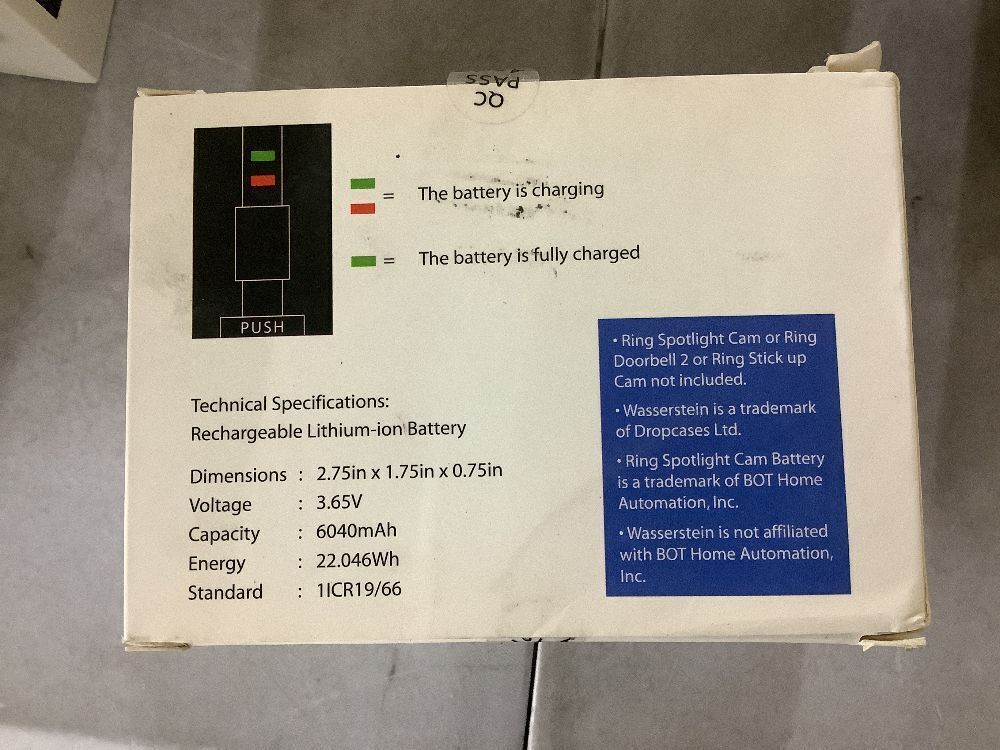 QC
PASS
= The battery is charging
= The battery is fully charged
PUSH
Technical Specifications:
Rechargeable Lithium-ion Battery
Dimensions : 2.75in x 1.75in x 0.75in
Voltage : 3.65V
Capacity : 6040mAh
Energy : 22.046Wh
Standard : 1ICR19/66
• Ring Spotlight Cam or Ring
Doorbell 2 or Ring Stick up
Cam not included.
• Wasserstein is a trademark
of Dropcases Ltd.
• Ring Spotlight Cam Battery
is a trademark of BOT Home
Automation, Inc.
• Wasserstein is not affiliated
with BOT Home Automation,
Inc.